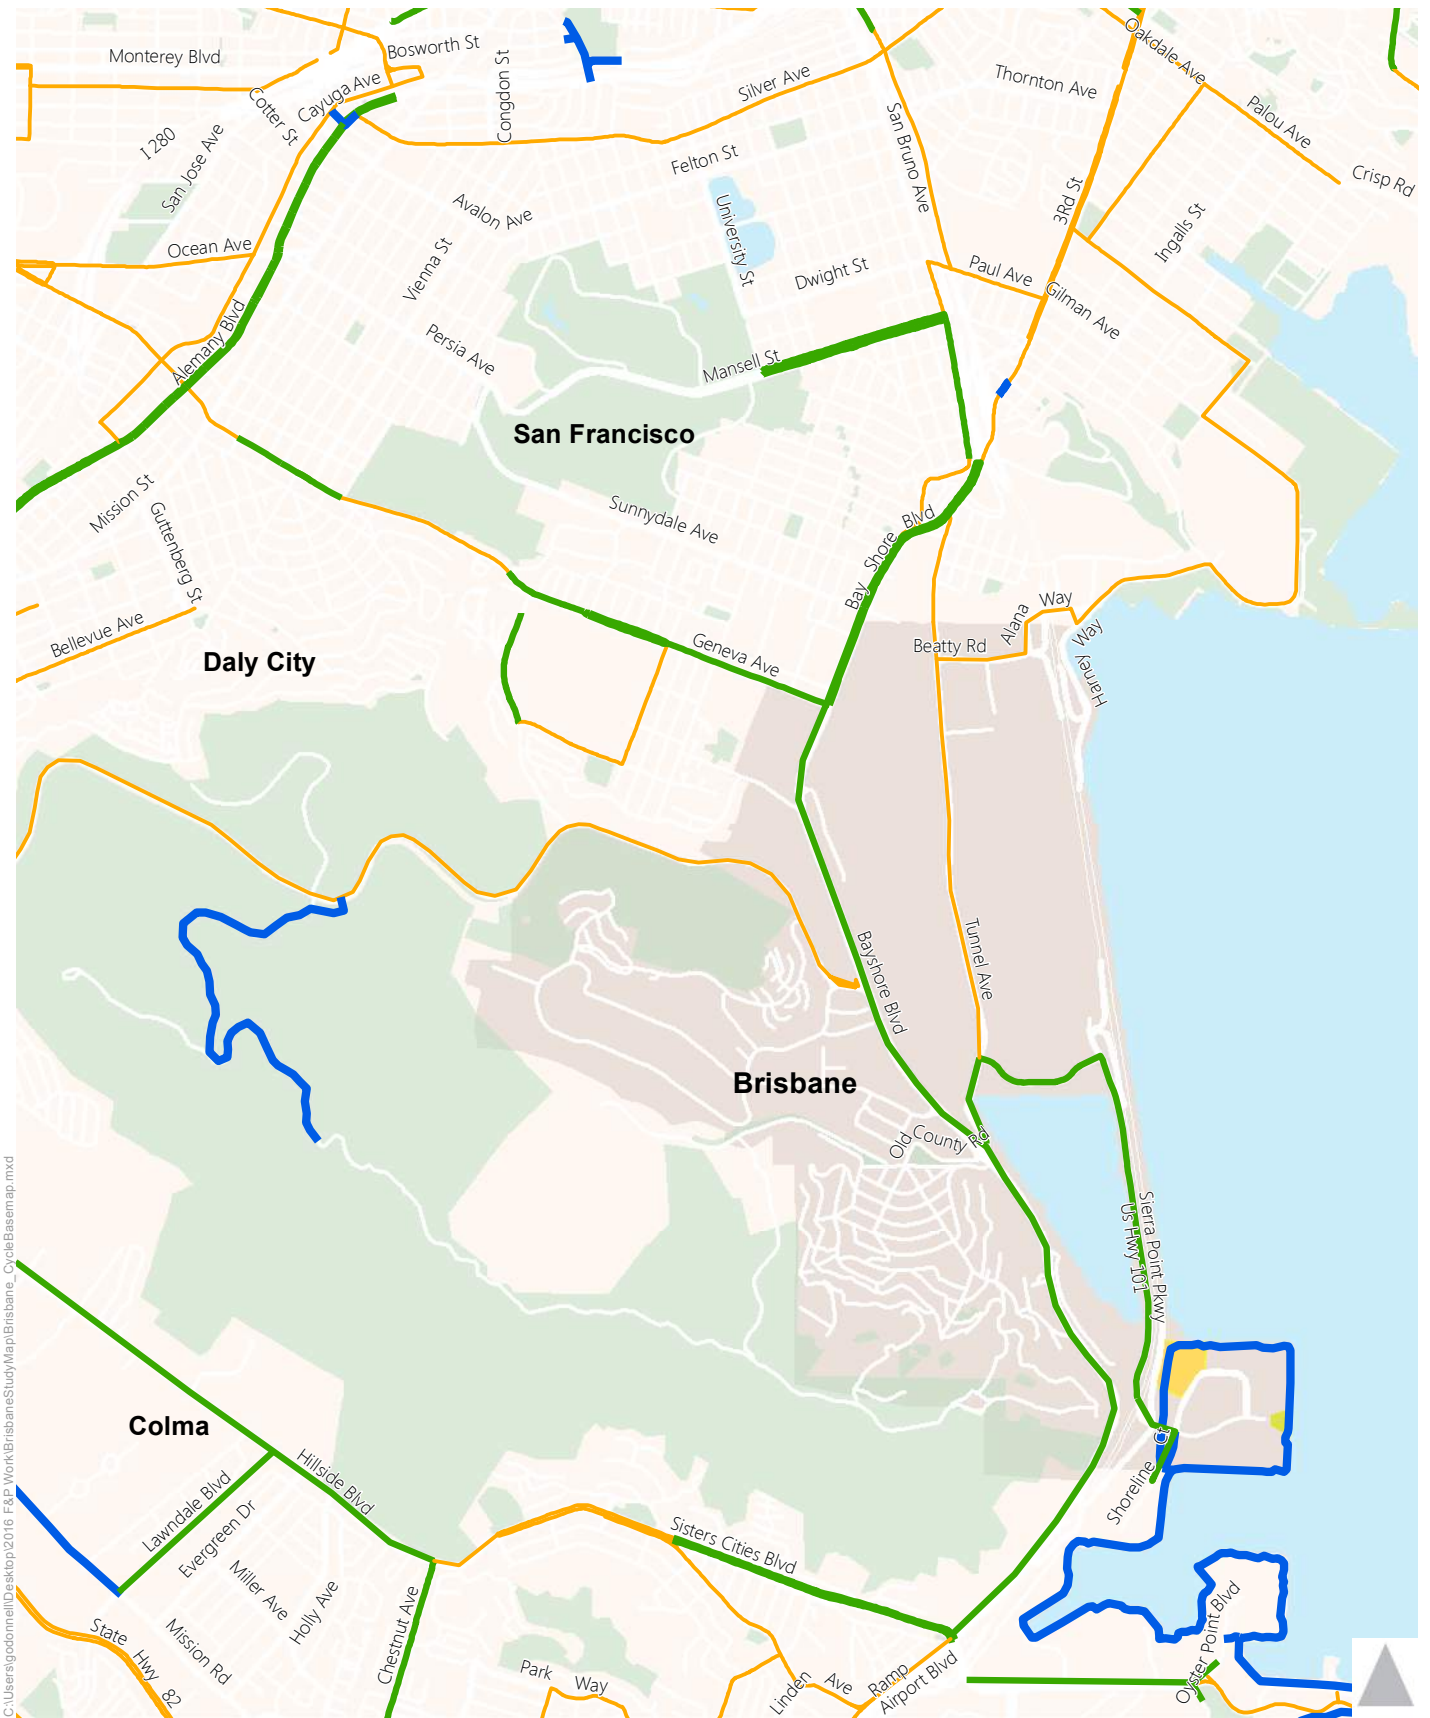 Monterey Blvd
Bosworth St
Oakdale Ave
Cayuga Ave
Cotter St
Congdon St
Silver Ave
Thornton Ave
Palou Ave
I 280
San Jose Ave
Felton St
San Bruno Ave
Crisp Rd
3Rd St
Avalon Ave
University St
Ingalls St
Ocean Ave
Vienna St
Dwight St
Paul Ave
Gilman Ave
Alemany Blvd
Persia Ave
Mansell St
San Francisco
Mission St
Guttenberg St
Sunnydale Ave
Bay Shore Blvd
Alana Way
Harney Way
Bellevue Ave
Daly City
Geneva Ave
Beatty Rd
Tunnel Ave
Bayshore Blvd
Brisbane
Old County Rd
Sierra Point Pkwy
Us Hwy 101
Colma
Hillside Blvd
Lawndale Blvd
Evergreen Dr
Shoreline Ct
Sisters Cities Blvd
Miller Ave
Holly Ave
Chestnut Ave
Mission Rd
State Hwy 82
Park Way
Linden Ave
Ramp
Airport Blvd
Oyster Point Blvd
C:\Users\godonnell\Desktop\2016 F&P Work\BrisbaneStudyMap\Brisbane_CycleBasemap.mxd